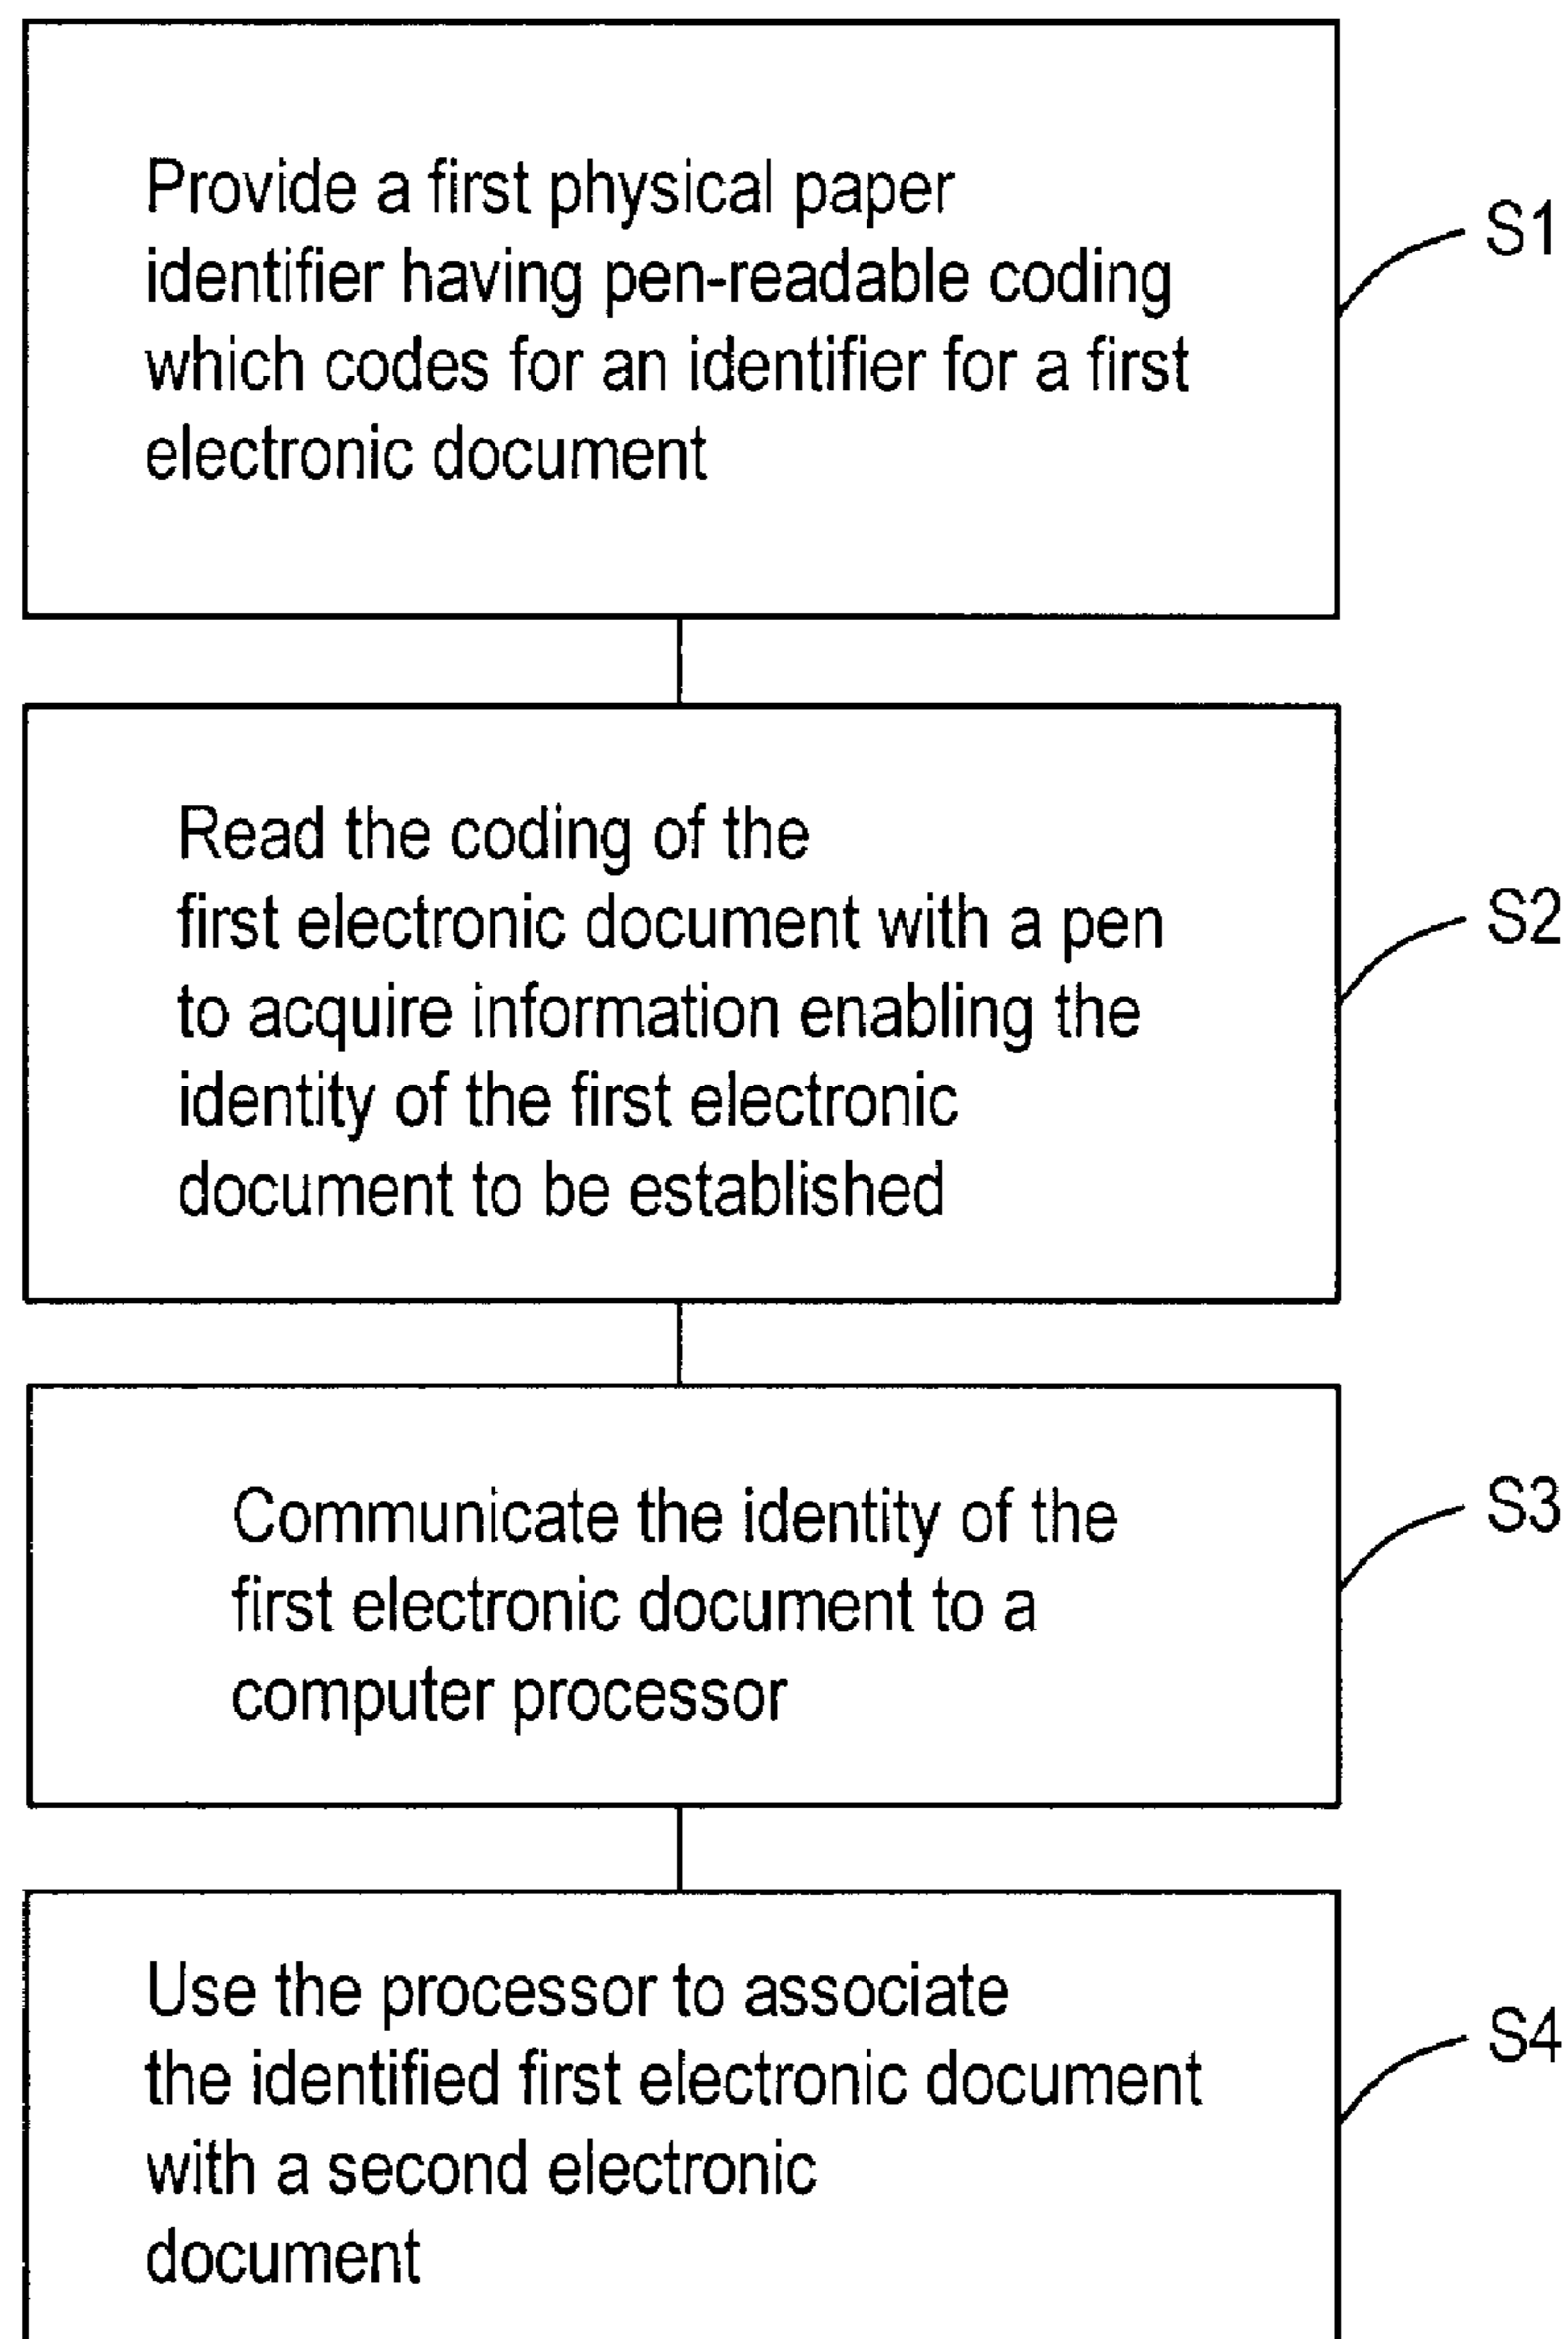 Provide a first physical paper
identifier having pen-readable coding
which codes for an identifier for a first
electronic document
S1
Read the coding of the
first electronic document with a pen
to acquire information enabling the
identity of the first electronic
document to be established
S2
Communicate the identity of the
first electronic document to a
computer processor
S3
Use the processor to associate
the identified first electronic document
with a second electronic
document
S4